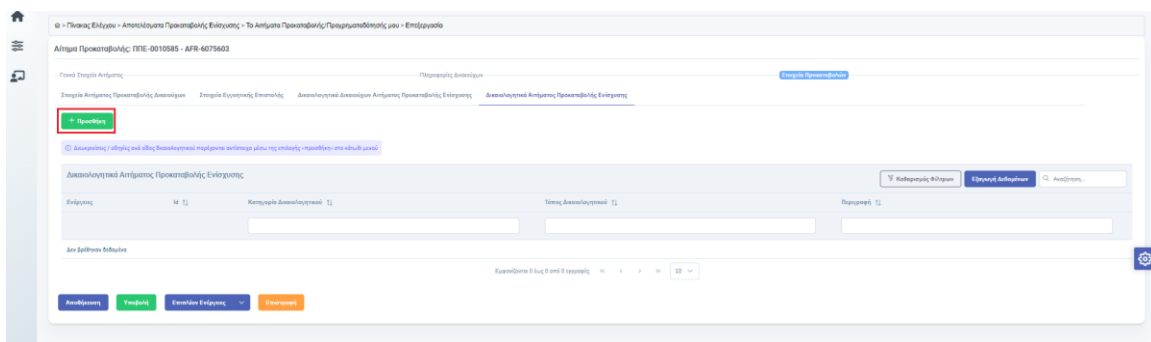 > Πίνακας Ελέγχου > Αποτελέσματα Προκαταβολής Ενίσχυσης > Τα Αιτήματα Προκαταβολής/Προχρηματοδότησής μου > Επεξεργασία
Αίτημα Προκαταβολής: ΠΠΕ-0010585 - AFR-6075603
Γενικά Στοιχεία Αιτήματος Πληροφορίες Δικαιούχων Στοιχεία Προκαταβολών
Στοιχεία Αιτήματος Προκαταβολής Δικαιούχων Στοιχεία Εγγυητικής Επιστολής Δικαιολογητικά Δικαιούχων Αιτήματος Προκαταβολής Ενίσχυσης Δικαιολογητικά Αιτήματος Προκαταβολής Ενίσχυσης
+ Προσθήκη
Διευκρινίσεις / οδηγίες ανά είδος δικαιολογητικού παρέχονται αντίστοιχα μέσω της επιλογής «προσθήκη» στο κάτωθι μενού
Δικαιολογητικά Αιτήματος Προκαταβολής Ενίσχυσης Καθαρισμός Φίλτρων Εξαγωγή Δεδομένων Αναζήτηση...
Ενέργειες Id Κατηγορία Δικαιολογητικού Τύπος Δικαιολογητικού Περιγραφή
Δεν βρέθηκαν δεδομένα
Εμφανίζονται 0 έως 0 από 0 εγγραφές « ‹ › » 10
Αποθήκευση Υποβολή Επιπλέον Ενέργειες Επιστροφή